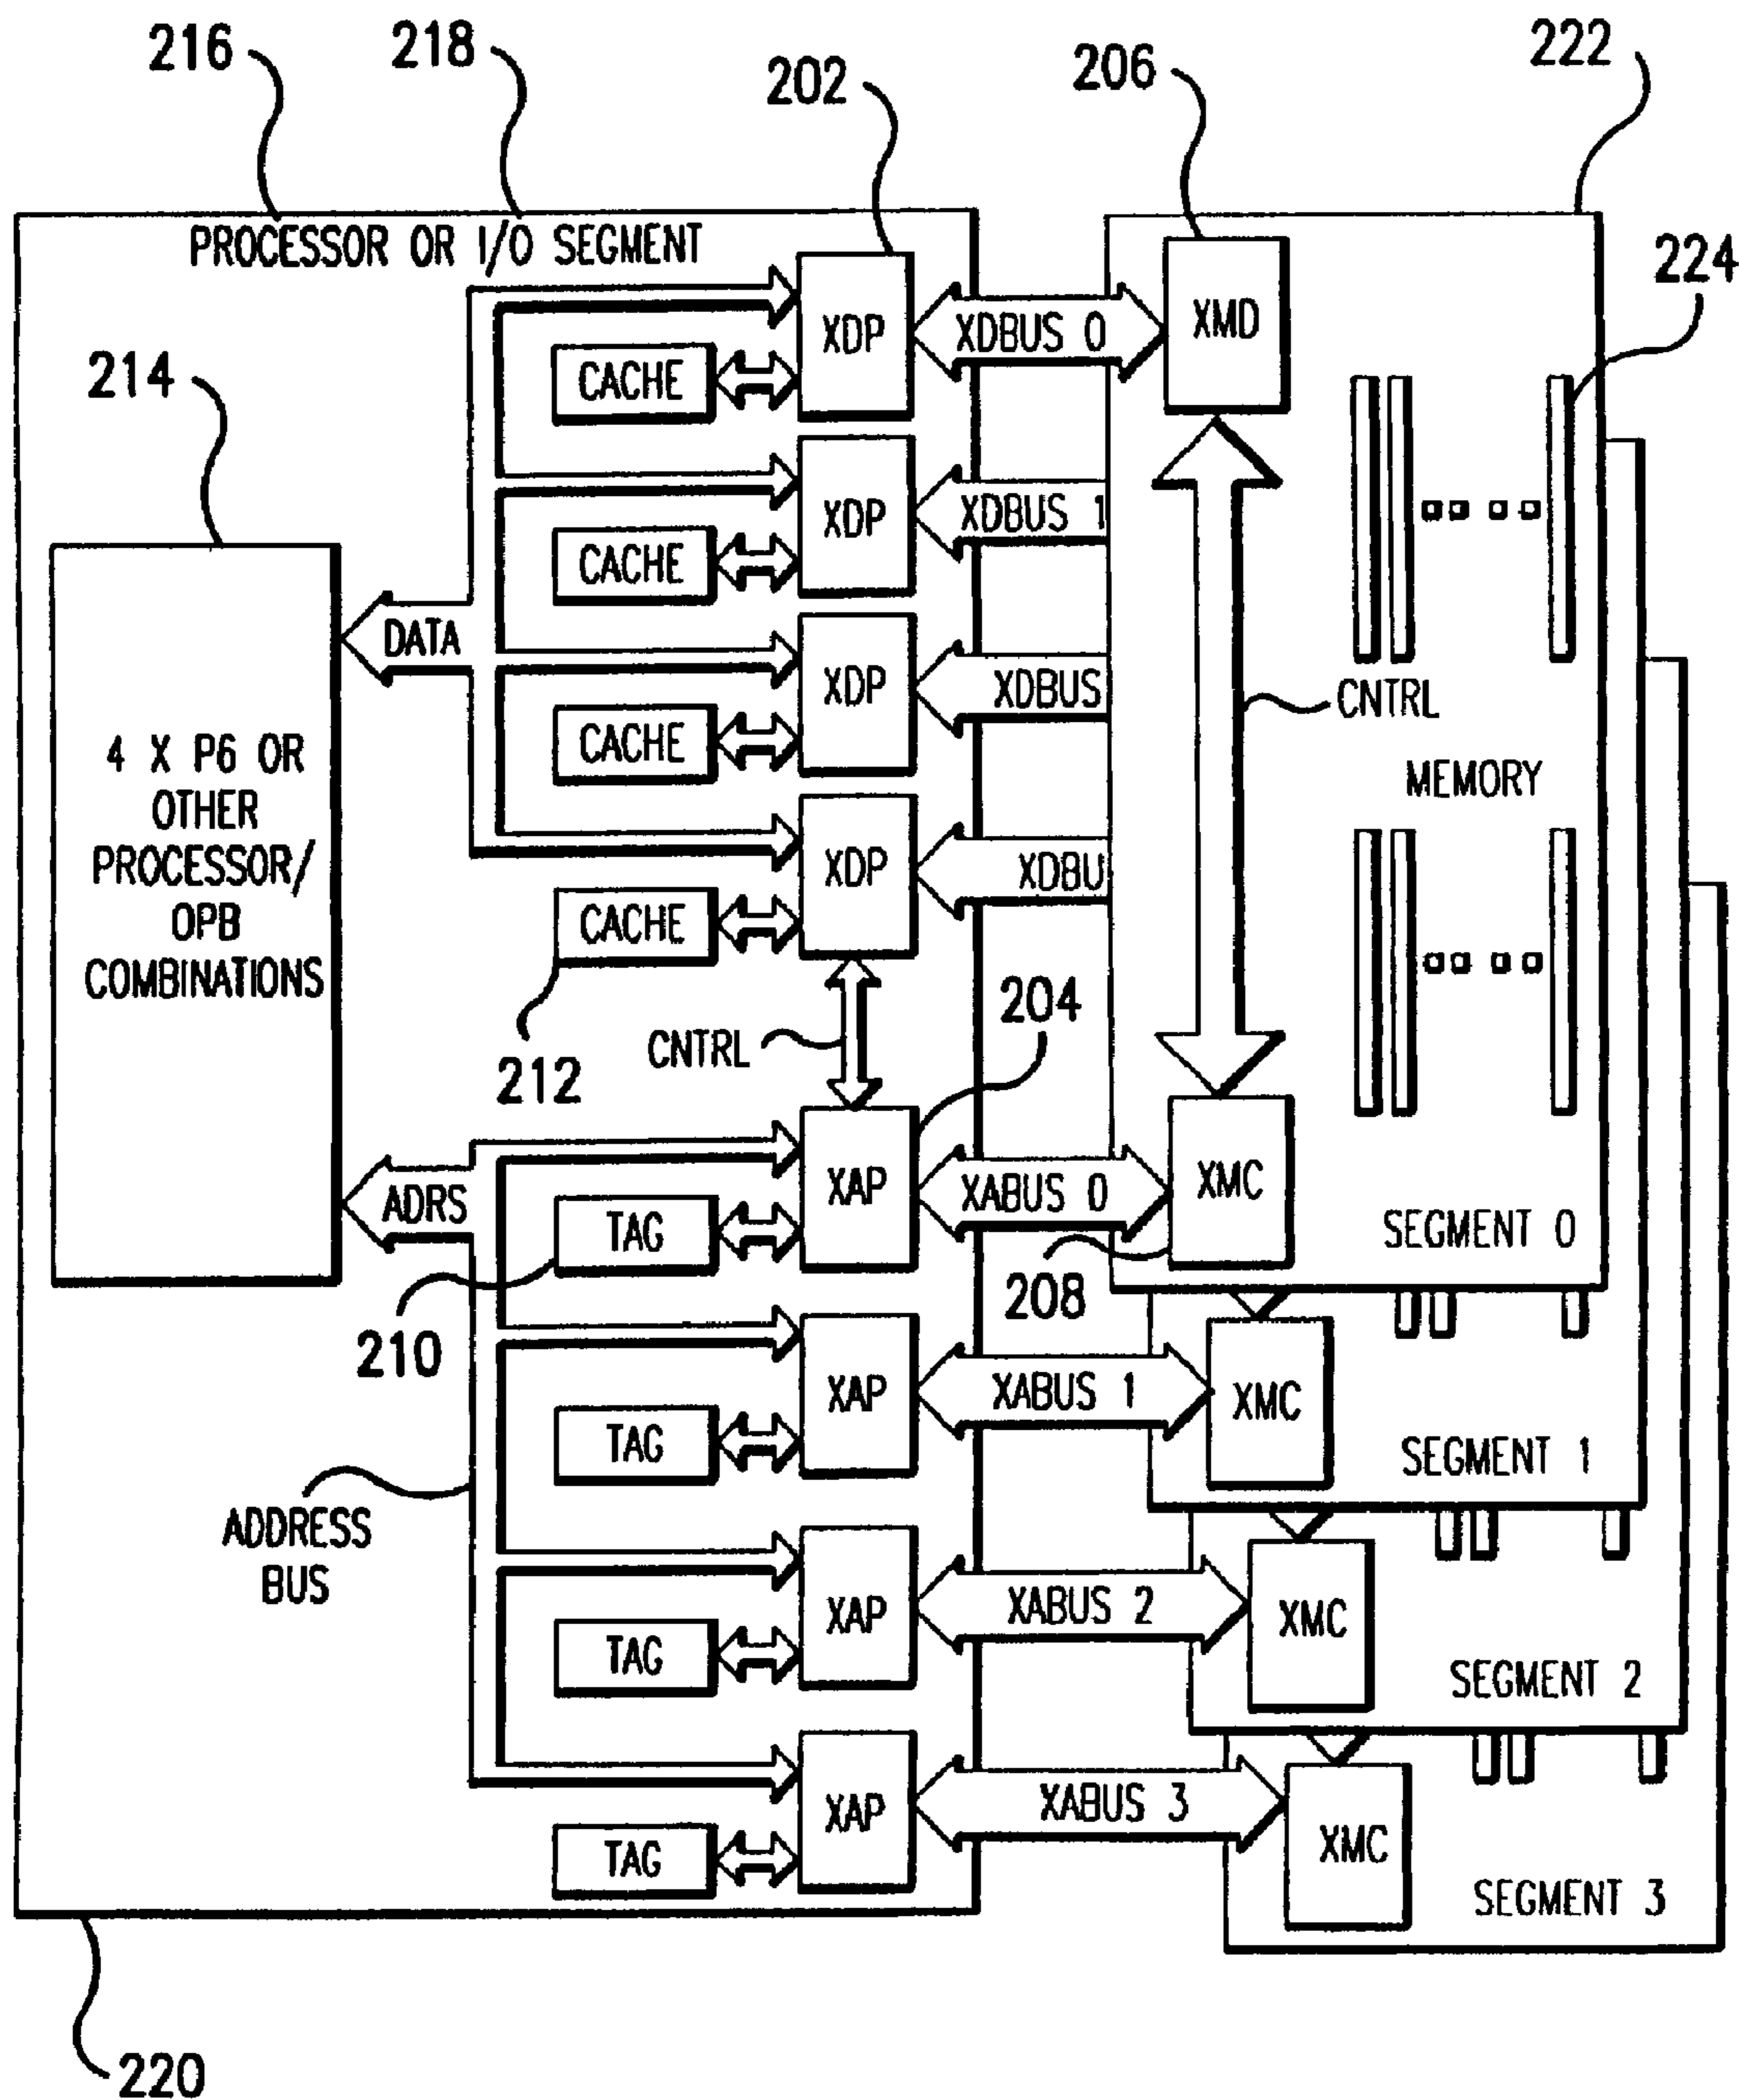 216
218
202
206
222
PROCESSOR OR I/O SEGMENT
224
214
XDP
XDBUS 0
XMD
CACHE
XDP
XDBUS 1
CACHE
DATA
XDP
XDBUS
CNTRL
CACHE
4 X P6 OR
OTHER
PROCESSOR/
OPB
COMBINATIONS
MEMORY
XDP
XDBU
CACHE
212
CNTRL
204
ADRS
XAP
XABUS 0
XMC
TAG
SEGMENT 0
208
210
XAP
XABUS 1
XMC
TAG
SEGMENT 1
ADDRESS
BUS
XAP
XABUS 2
XMC
TAG
SEGMENT 2
XAP
XABUS 3
XMC
TAG
SEGMENT 3
220